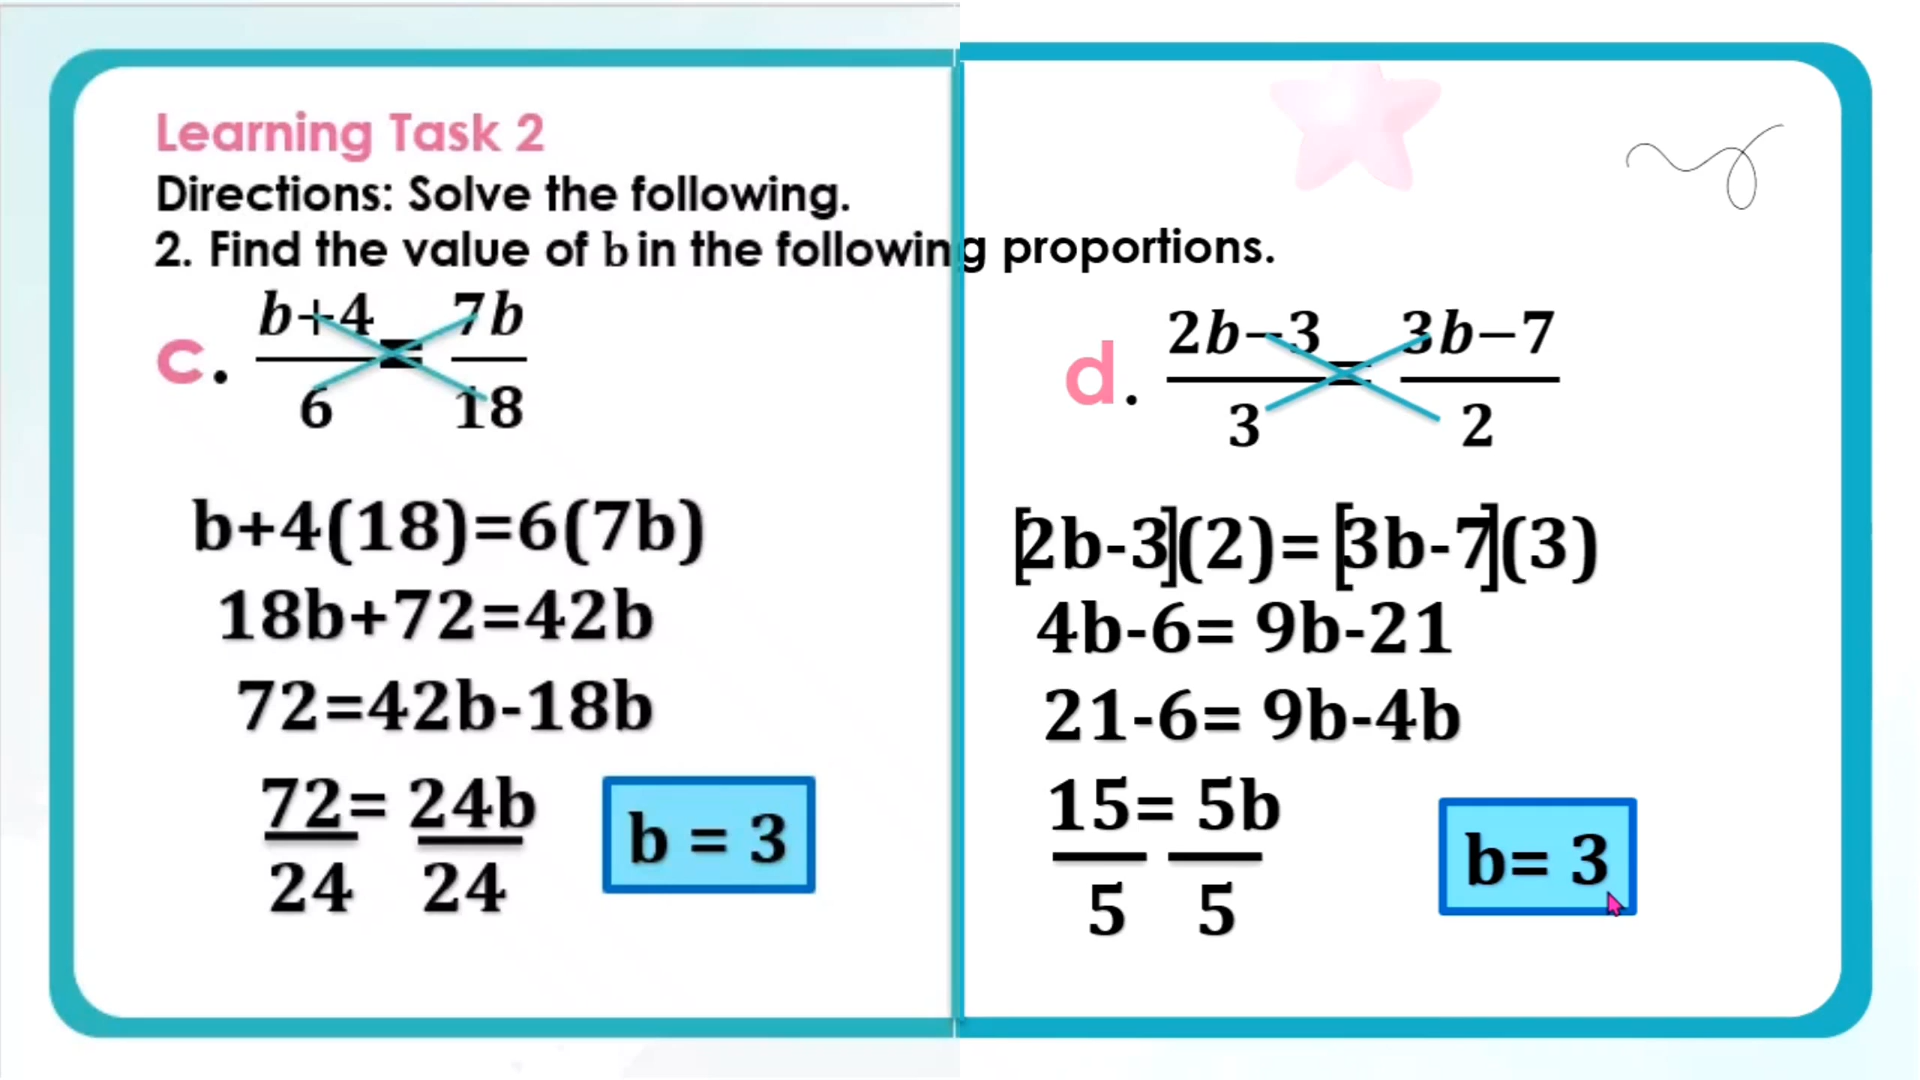 Learning Task 2
Directions: Solve the following.
2. Find the value of b in the following proportions.
c. b+4/6 = 7b/18
b+4(18)=6(7b)
18b+72=42b
72=42b-18b
72= 24b
24 24
b = 3
d. 2b−3/3 = 3b−7/2
[2b-3](2)= [3b-7](3)
4b-6= 9b-21
21-6= 9b-4b
15= 5b
5 5
b= 3